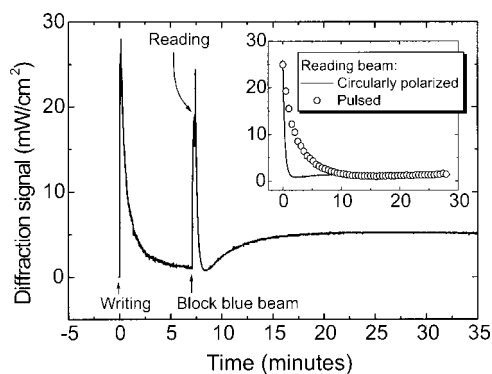 Diffraction signal (mW/cm²)
30
20
10
0
-5 0 5 10 15 20 25 30 35
Time (minutes)
Reading
Writing
Block blue beam
30
20
10
0
0 10 20 30
Reading beam:
Circularly polarized
Pulsed